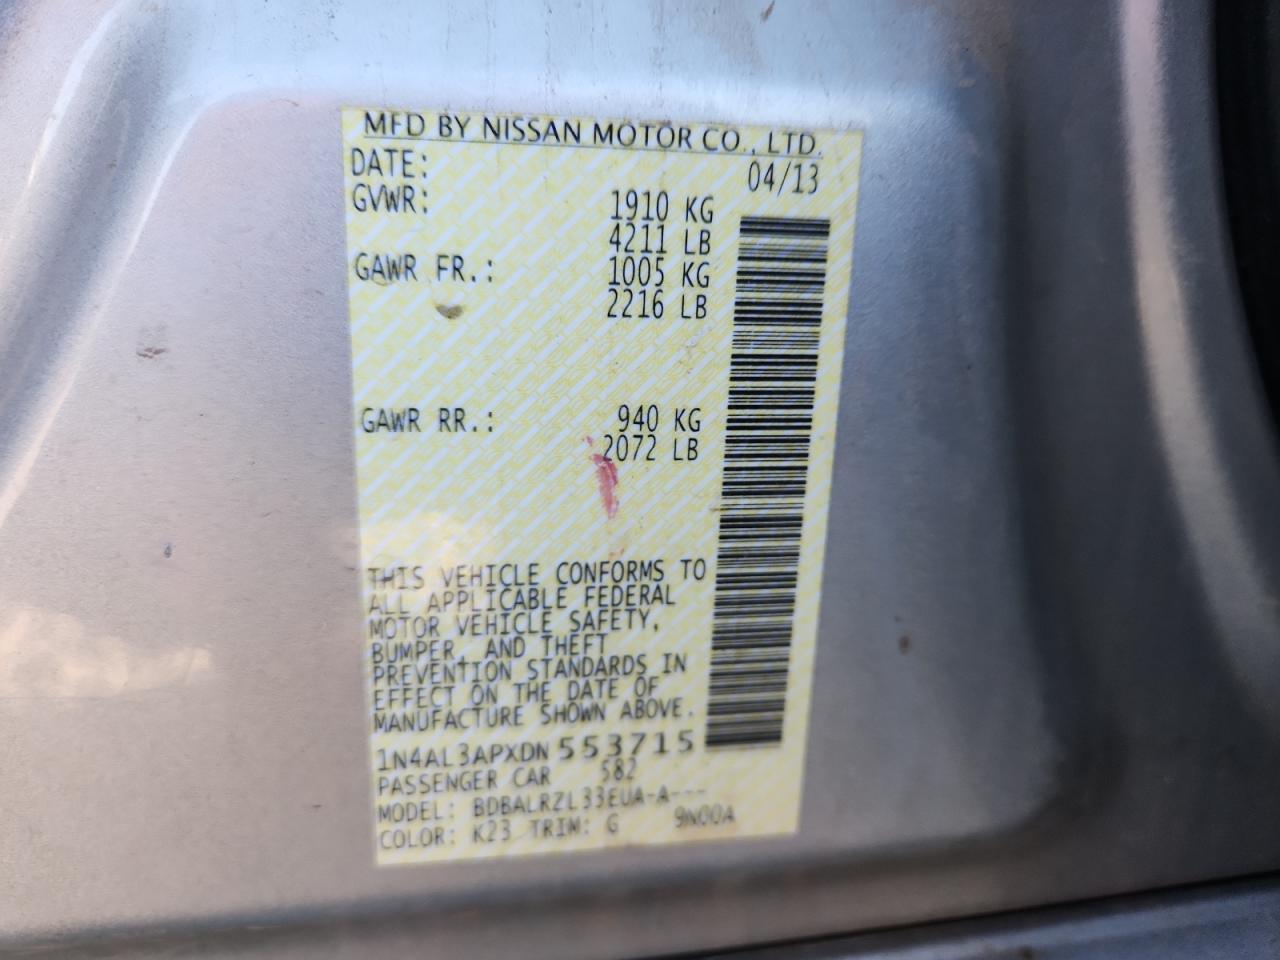 MFD BY NISSAN MOTOR CO., LTD.
DATE: 04/13
GVWR: 1910 KG
4211 LB
GAWR FR.: 1005 KG
2216 LB
GAWR RR.: 940 KG
2072 LB
THIS VEHICLE CONFORMS TO
ALL APPLICABLE FEDERAL
MOTOR VEHICLE SAFETY,
BUMPER, AND THEFT
PREVENTION STANDARDS IN
EFFECT ON THE DATE OF
MANUFACTURE SHOWN ABOVE.
1N4AL3APXDN553715
PASSENGER CAR 582
MODEL: BDBALRZL33EUA-A---
COLOR: K23 TRIM: G 9N00A